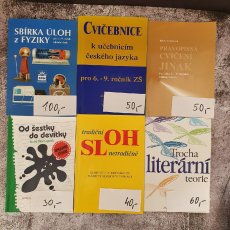 SBÍRKA ÚLOH
Z FYZIKY
100,-
CVIČEBNICE
k učebnicím
českého jazyka
pro 6. - 9. ročník ZŠ
50,-
PRAVOPISNÁ
CVIČENÍ
JINAK
50,-
Od šestky
do devítky
30,-
tradiční
SLOH
netradičně
40,-
Trocha
literární
teorie
60,-